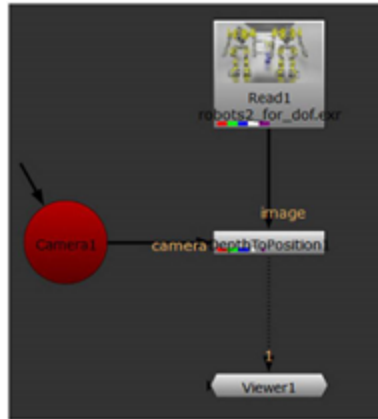 Read1
robots2_for_dof.exr
image
Camera1
camera
DepthToPosition1
1
Viewer1